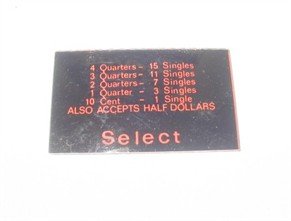 4 Quarters - 15 Singles
3 Quarters - 11 Singles
2 Quarters - 7 Singles
1 Quarter - 3 Singles
10 Cent - 1 Single
ALSO ACCEPTS HALF DOLLARS
Select